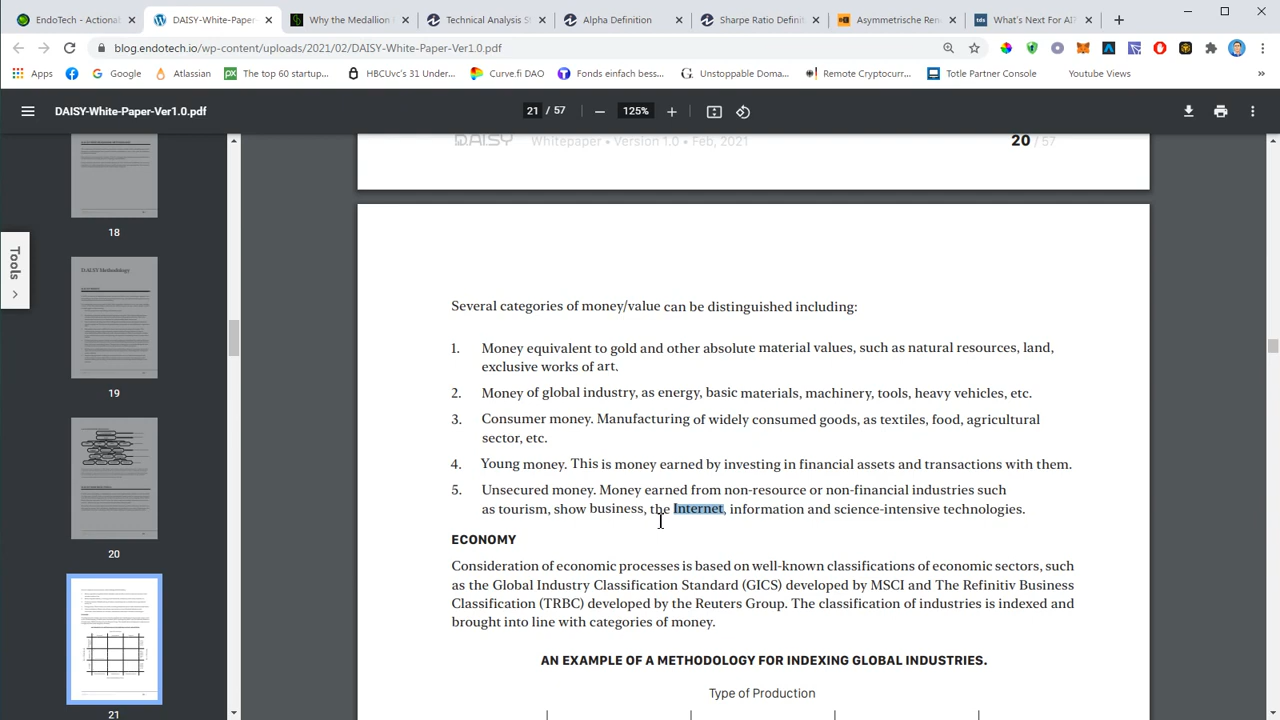 EndoTech - Actional
DAISY-White-Paper-
Why the Medallion F
Technical Analysis St
Alpha Definition
Sharpe Ratio Definiti
Asymmetrische Ren
What's Next For AI?
blog.endotech.io/wp-content/uploads/2021/02/DAISY-White-Paper-Ver1.0.pdf
Apps
Google
Atlassian
The top 60 startup...
HBCUvc's 31 Under...
Curve.fi DAO
Fonds einfach bess...
Unstoppable Doma...
Remote Cryptocurr...
Totle Partner Console
Youtube Views
»
DAISY-White-Paper-Ver1.0.pdf
21 / 57
125%
Tools
18
19
20
21
D.AI.SY Whitepaper • Version 1.0 • Feb, 2021 20 / 57
Several categories of money/value can be distinguished including:
1. Money equivalent to gold and other absolute material values, such as natural resources, land,
exclusive works of art.
2. Money of global industry, as energy, basic materials, machinery, tools, heavy vehicles, etc.
3. Consumer money. Manufacturing of widely consumed goods, as textiles, food, agricultural
sector, etc.
4. Young money. This is money earned by investing in financial assets and transactions with them.
5. Unsecured money. Money earned from non-resource or non-financial industries such
as tourism, show business, the Internet, information and science-intensive technologies.
ECONOMY
Consideration of economic processes is based on well-known classifications of economic sectors, such
as the Global Industry Classification Standard (GICS) developed by MSCI and The Refinitiv Business
Classification (TRBC) developed by the Reuters Group. The classification of industries is indexed and
brought into line with categories of money.
AN EXAMPLE OF A METHODOLOGY FOR INDEXING GLOBAL INDUSTRIES.
Type of Production